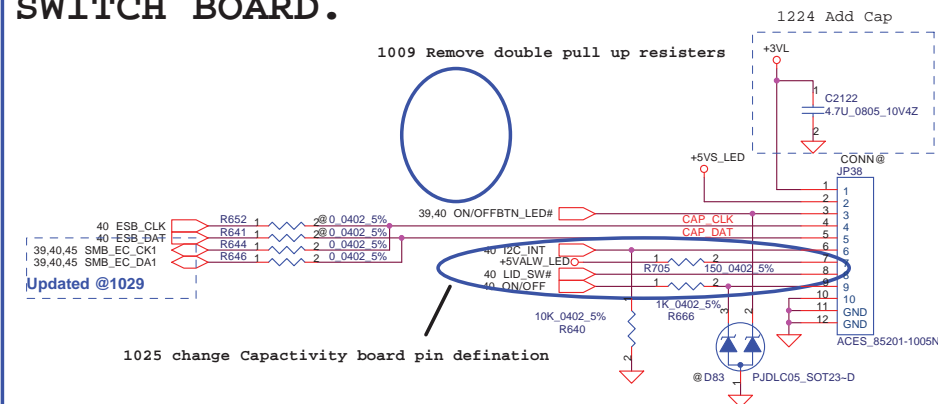 SWITCH BOARD.
1224 Add Cap
1009 Remove double pull up resisters
+3VL
1
C2122
4.7U_0805_10V4Z
2
+5VS_LED
CONN@
JP38
39,40 ON/OFFBTN_LED#
1 1
2 2
3 3
4 4
5 5
6 6
7 7
8 8
9 9
10 10
11 GND
12 GND
ACES_85201-1005N
CAP_CLK
CAP_DAT
40 ESB_CLK R652 1 2 @ 0_0402_5%
40 ESB_DAT R641 1 2 @ 0_0402_5%
39,40,45 SMB_EC_CK1 R644 1 2 0_0402_5%
39,40,45 SMB_EC_DA1 R646 1 2 0_0402_5%
Updated @1029
40 I2C_INT
+5VALW_LED 1 2
R705 150_0402_5%
40 LID_SW#
40 ON/OFF 1 2
1K_0402_5%
R666
1
10K_0402_5%
R640
2
3 2
@D83 PJDLC05_SOT23~D
1
1025 change Capactivity board pin defination